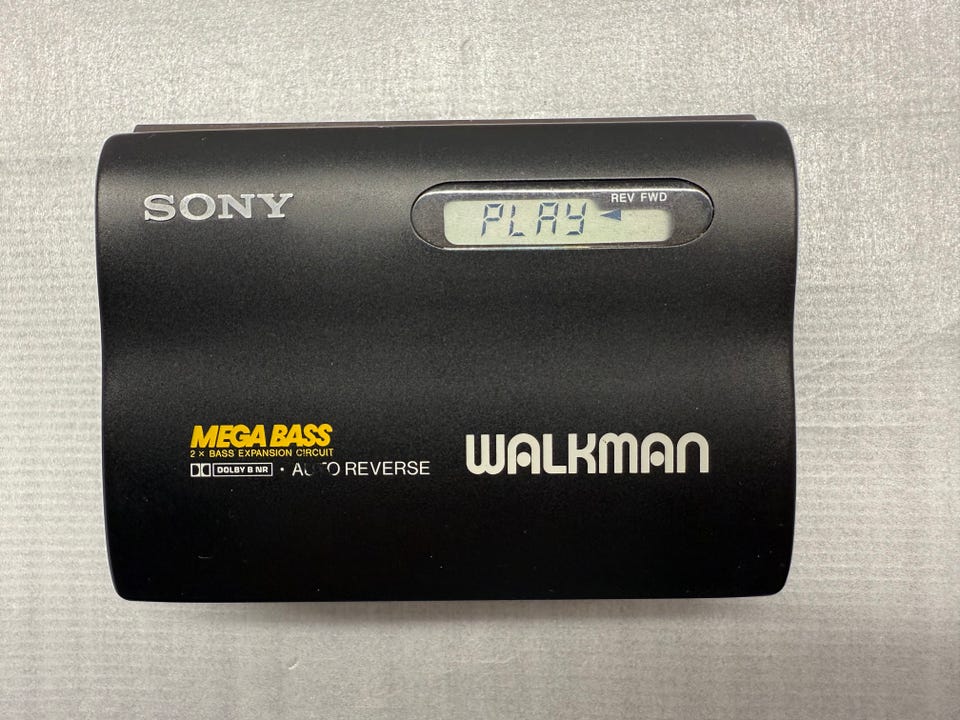 SONY
REV FWD
PLAY
MEGA BASS
2 × BASS EXPANSION CIRCUIT
DOLBY B NR · AUTO REVERSE
WALKMAN